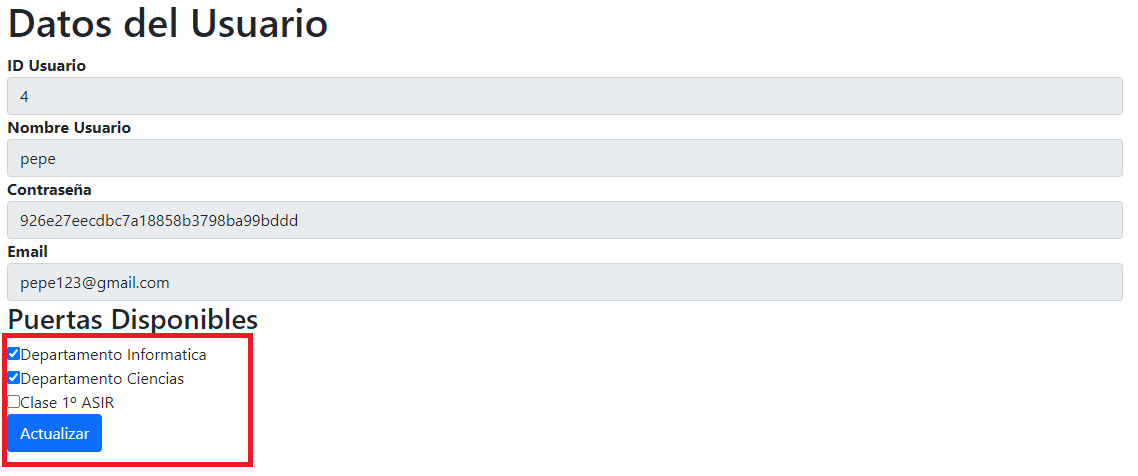 Datos del Usuario
ID Usuario
4
Nombre Usuario
pepe
Contraseña
926e27eecdbc7a18858b3798ba99bddd
Email
pepe123@gmail.com
Puertas Disponibles
Departamento Informatica
Departamento Ciencias
Clase 1º ASIR
Actualizar